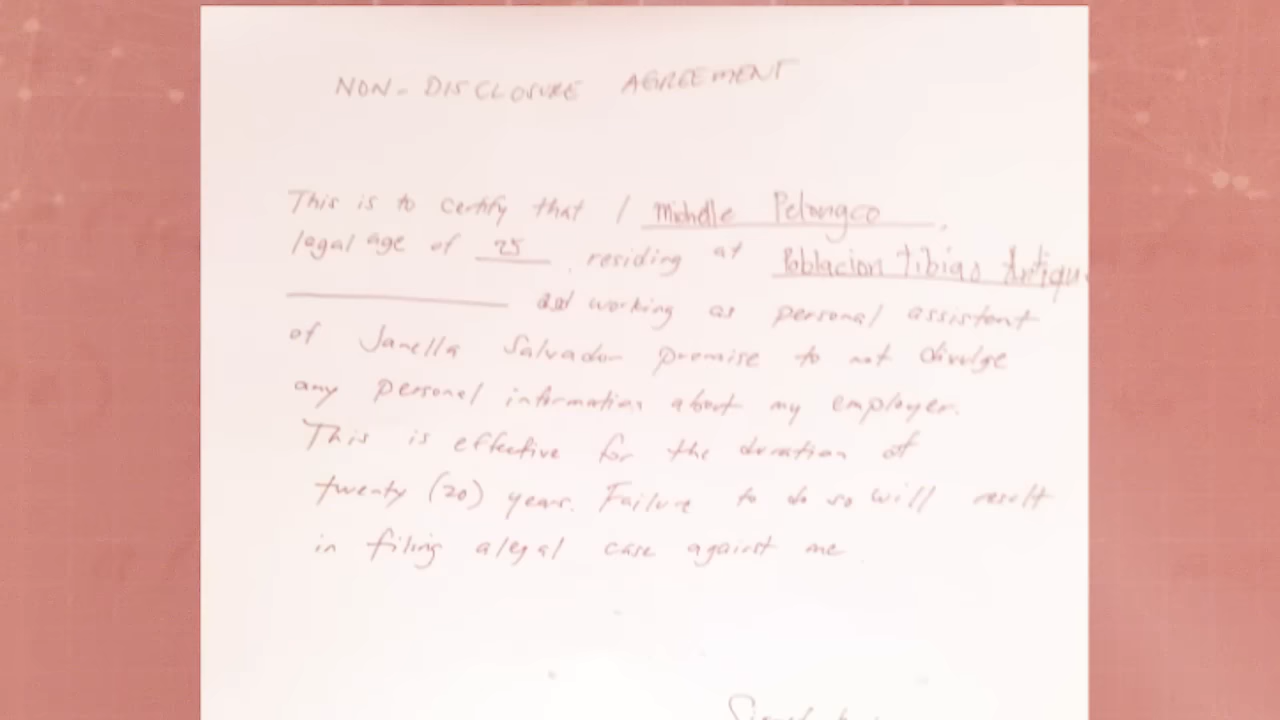 NON-DISCLOSURE AGREEMENT
This is to certify that I Michelle Pelongco,
legal age of 25, residing at Poblacion tibiao Antique
and working as personal assistant
of Janella Salvador promise to not divulge
any personal information about my employer.
This is effective for the duration of
twenty (20) years. Failure to do so will result
in filing a legal case against me
Signed by: